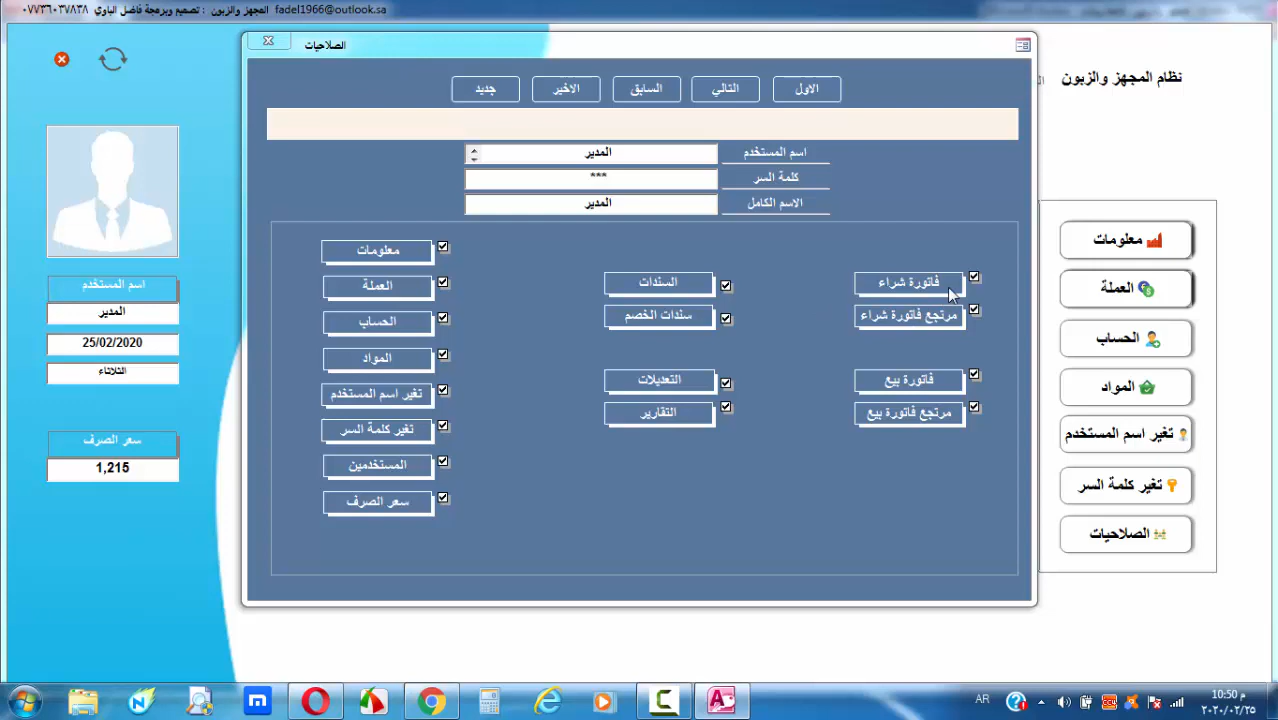 المجهز والزبون : تصميم وبرمجة فاضل الباوي fadel1966@outlook.sa ٠٧٧٣٦٠٣٧٨٣٨
نظام المجهز والزبون
الصلاحيات
الاول
التالي
السابق
الاخير
جديد
اسم المستخدم
المدير
كلمة السر
***
الاسم الكامل
المدير
فاتورة شراء
مرتجع فاتورة شراء
فاتورة بيع
مرتجع فاتورة بيع
السندات
سندات الخصم
التعديلات
التقارير
معلومات
العملة
الحساب
المواد
تغير اسم المستخدم
تغير كلمة السر
المستخدمين
سعر الصرف
معلومات
العملة
الحساب
المواد
تغير اسم المستخدم
تغير كلمة السر
الصلاحيات
اسم المستخدم
المدير
25/02/2020
الثلاثاء
سعر الصرف
1,215
AR
10:50 م
٢٠٢٠/٠٢/٢٥